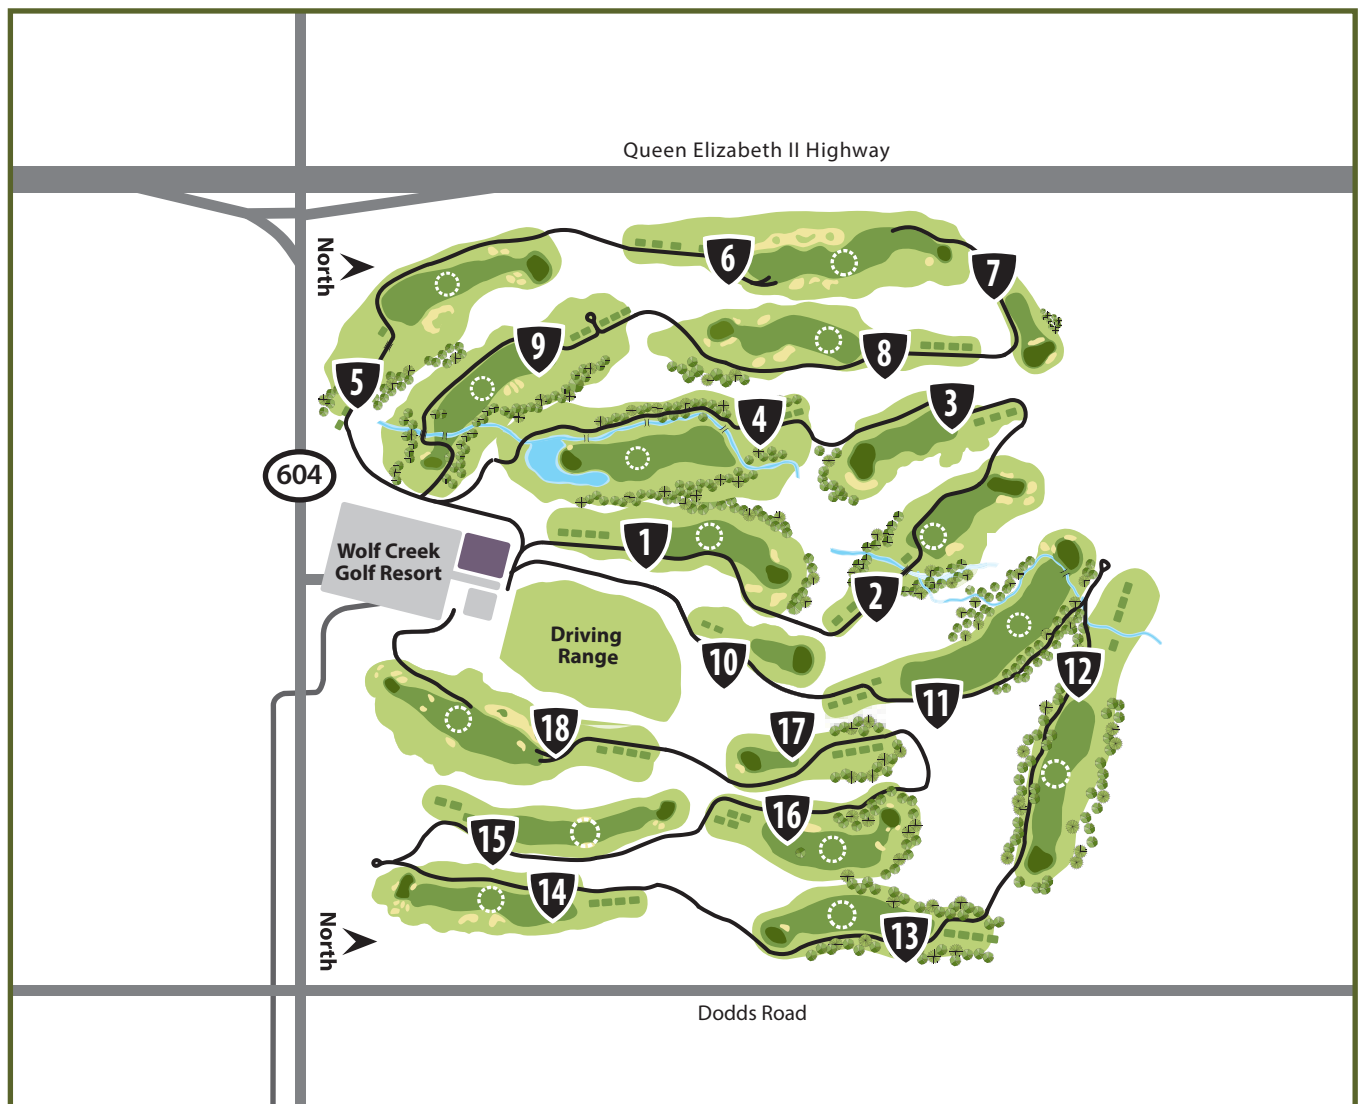 Queen Elizabeth II Highway
North
6
7
9
8
5
3
4
604
1
Wolf Creek
Golf Resort
2
Driving
Range
10
12
11
18
17
16
15
14
13
North
Dodds Road